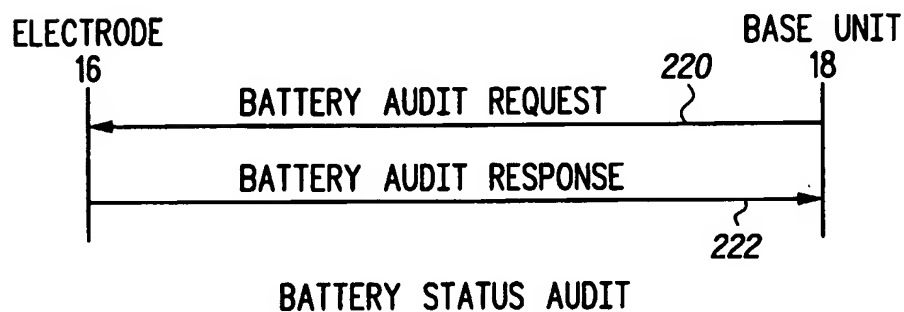 ELECTRODE
16
BASE UNIT
18
220
BATTERY AUDIT REQUEST
BATTERY AUDIT RESPONSE
222
BATTERY STATUS AUDIT